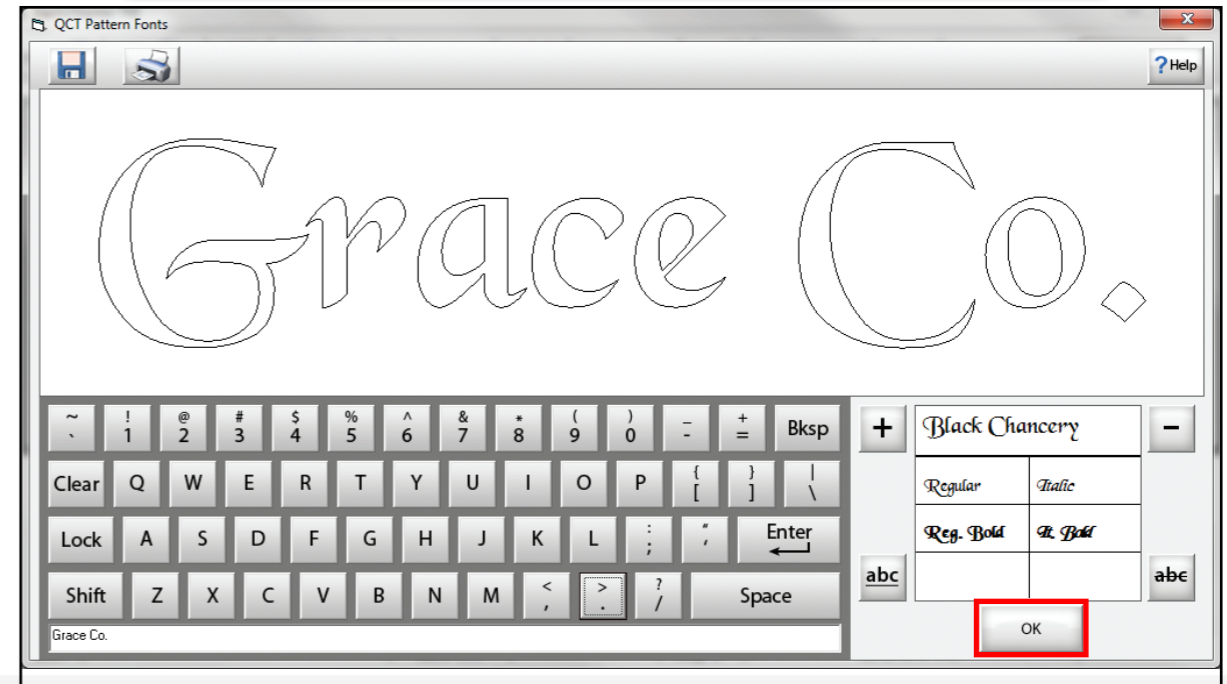 QCT Pattern Fonts
? Help
Grace Co.
~ ` ! 1 @ 2 # 3 $ 4 % 5 ^ 6 & 7 * 8 ( 9 ) 0 _ - + = Bksp
Clear Q W E R T Y U I O P { [ } ] | \
Lock A S D F G H J K L : ; " ' Enter
Shift Z X C V B N M < , > . ? / Space
Grace Co.
+ Black Chancery -
Regular Italic
Reg. Bold It. Bold
abc abc
OK